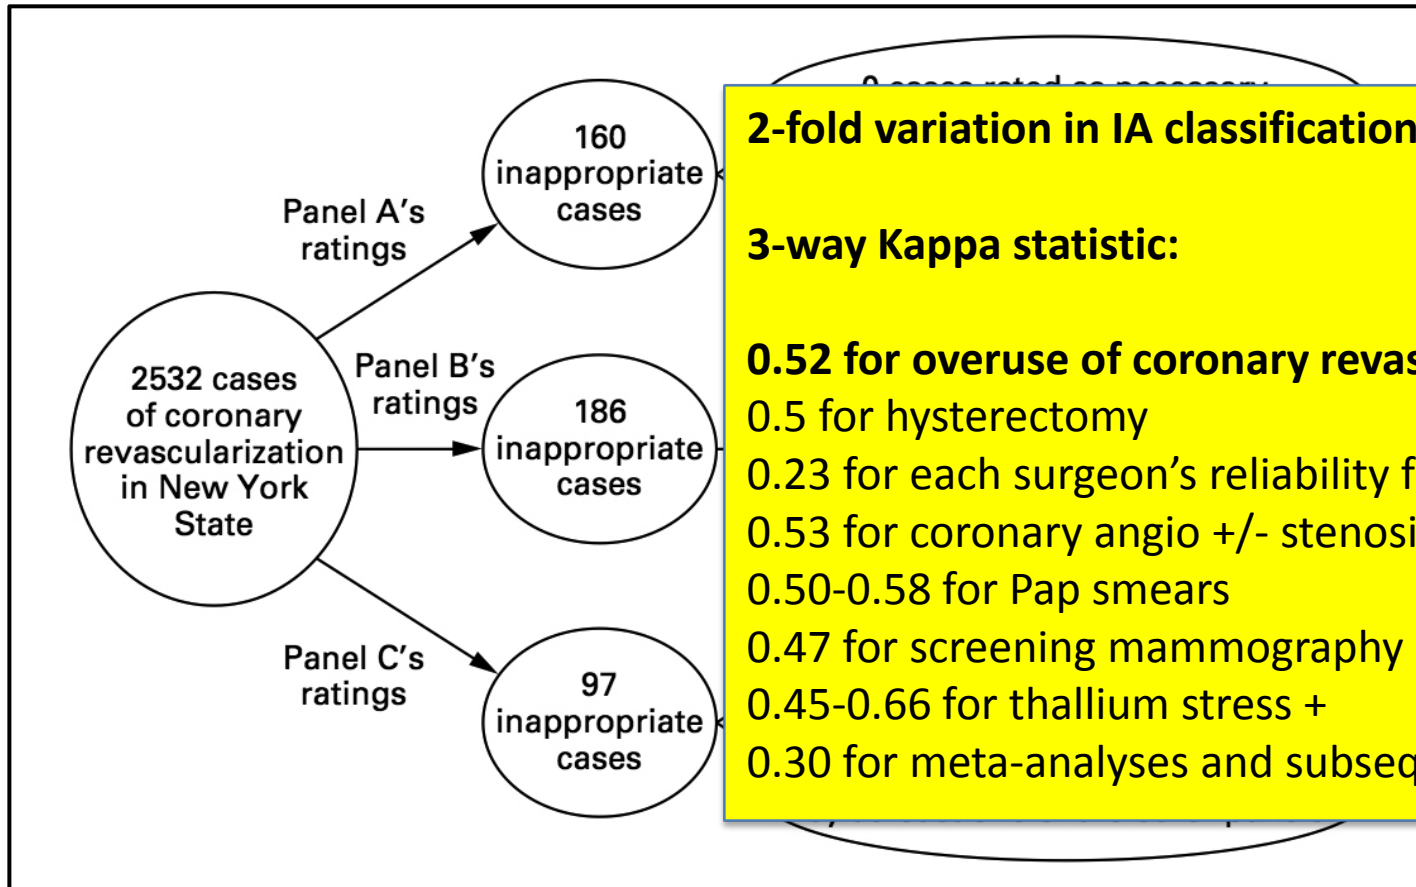 2532 cases
of coronary
revascularization
in New York
State
Panel A's
ratings
160
inappropriate
cases
Panel B's
ratings
186
inappropriate
cases
Panel C's
ratings
97
inappropriate
cases
cases rated as necessary
2-fold variation in IA classification
3-way Kappa statistic:
0.52 for overuse of coronary revas
0.5 for hysterectomy
0.23 for each surgeon's reliability f
0.53 for coronary angio +/- stenosi
0.50-0.58 for Pap smears
0.47 for screening mammography
0.45-0.66 for thallium stress +
0.30 for meta-analyses and subseq